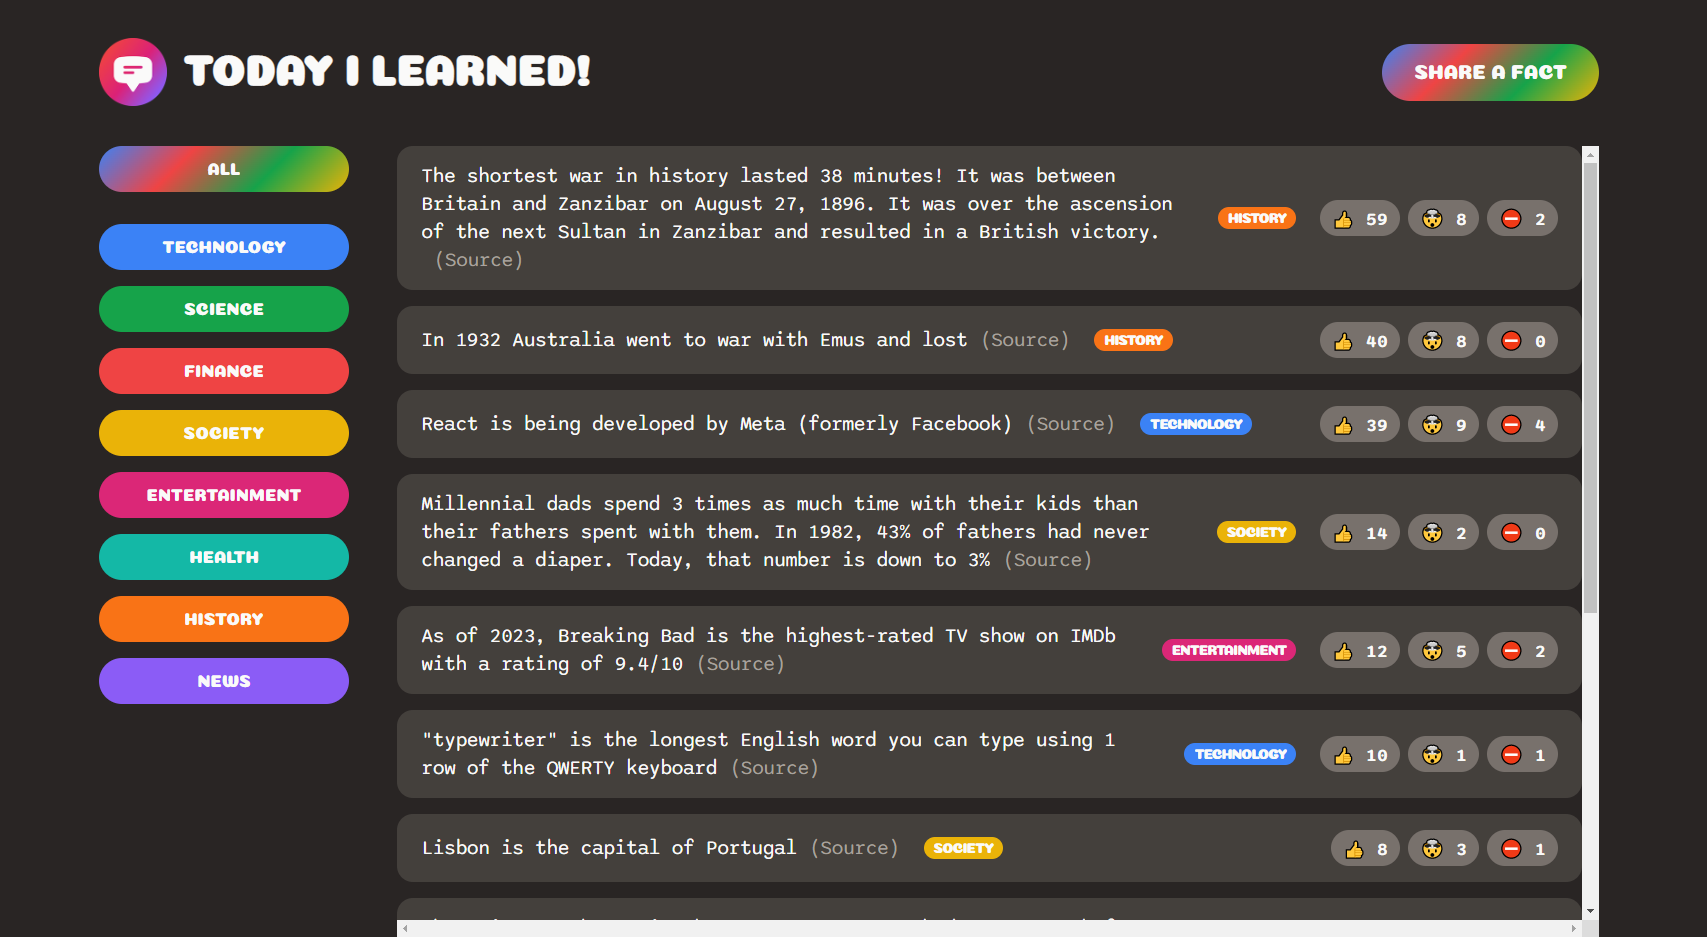 TODAY I LEARNED!
SHARE A FACT
ALL
TECHNOLOGY
SCIENCE
FINANCE
SOCIETY
ENTERTAINMENT
HEALTH
HISTORY
NEWS
The shortest war in history lasted 38 minutes! It was between
Britain and Zanzibar on August 27, 1896. It was over the ascension
of the next Sultan in Zanzibar and resulted in a British victory.
(Source)
HISTORY
👍 59
🤯 8
⛔ 2
In 1932 Australia went to war with Emus and lost (Source)
HISTORY
👍 40
🤯 8
⛔ 0
React is being developed by Meta (formerly Facebook) (Source)
TECHNOLOGY
👍 39
🤯 9
⛔ 4
Millennial dads spend 3 times as much time with their kids than
their fathers spent with them. In 1982, 43% of fathers had never
changed a diaper. Today, that number is down to 3% (Source)
SOCIETY
👍 14
🤯 2
⛔ 0
As of 2023, Breaking Bad is the highest-rated TV show on IMDb
with a rating of 9.4/10 (Source)
ENTERTAINMENT
👍 12
🤯 5
⛔ 2
"typewriter" is the longest English word you can type using 1
row of the QWERTY keyboard (Source)
TECHNOLOGY
👍 10
🤯 1
⛔ 1
Lisbon is the capital of Portugal (Source)
SOCIETY
👍 8
🤯 3
⛔ 1